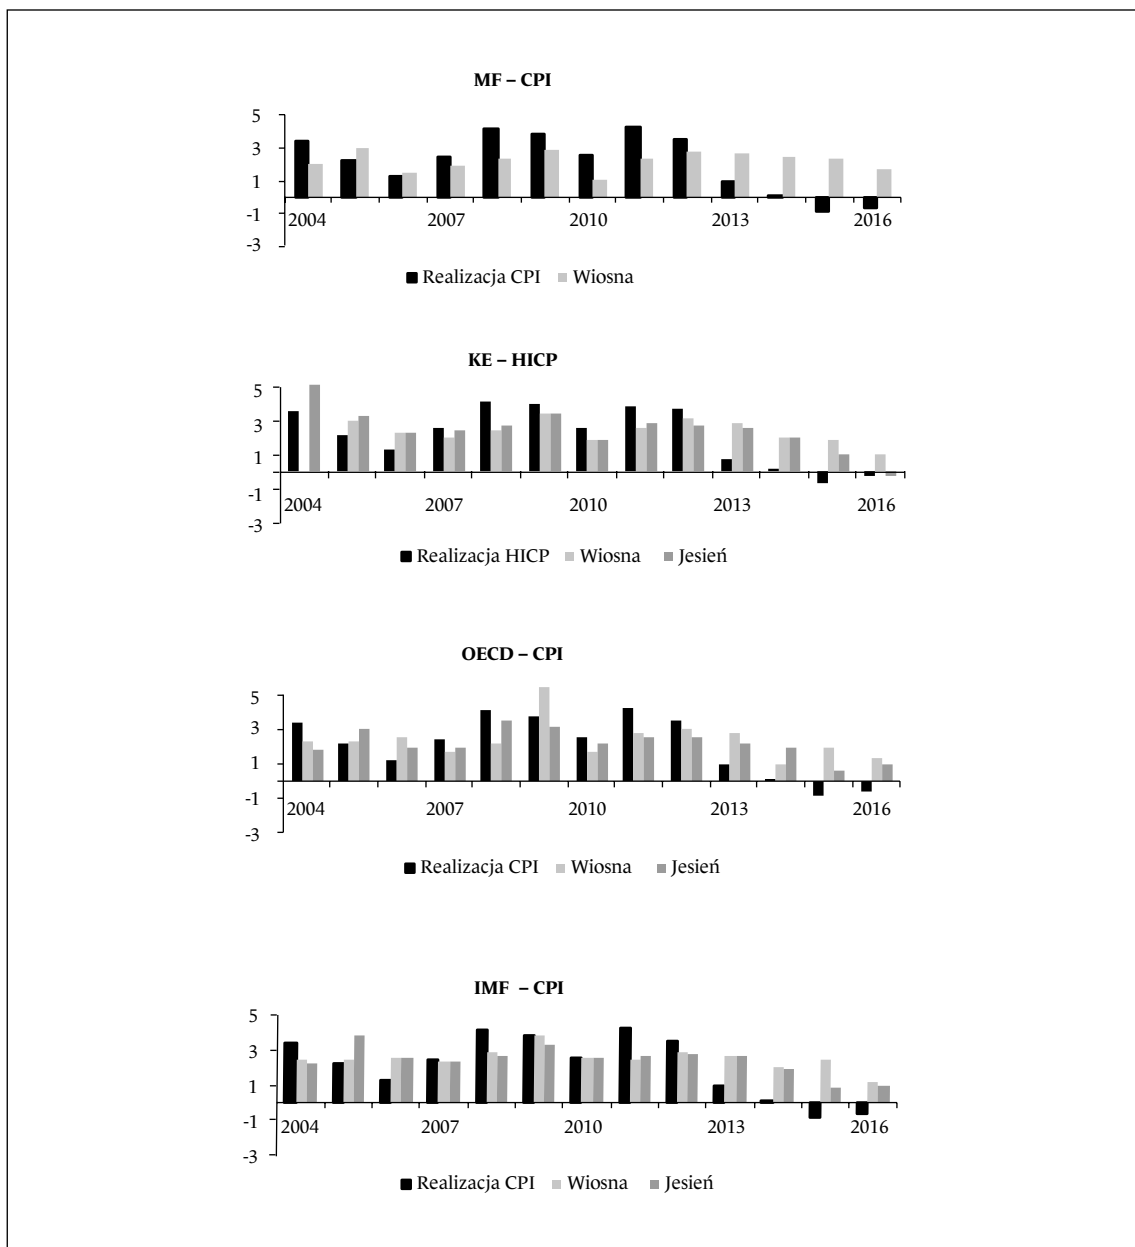 MF – CPI
5
3
1
-1
-3
2004 2007 2010 2013 2016
Realizacja CPI Wiosna
KE – HICP
5
3
1
-1
-3
2004 2007 2010 2013 2016
Realizacja HICP Wiosna Jesień
OECD – CPI
5
3
1
-1
-3
2004 2007 2010 2013 2016
Realizacja CPI Wiosna Jesień
IMF – CPI
5
3
1
-1
-3
2004 2007 2010 2013 2016
Realizacja CPI Wiosna Jesień